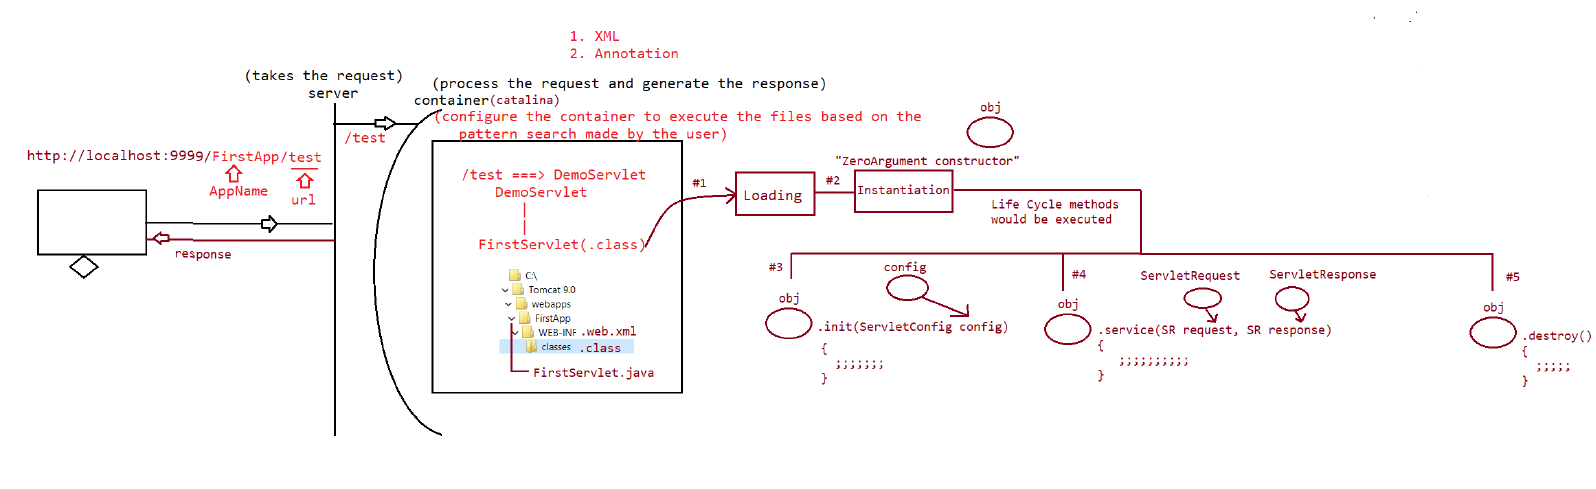 1. XML
2. Annotation
(takes the request)
server
(process the request and generate the response)
container(catalina)
(configure the container to execute the files based on the
pattern search made by the user)
/test
http://localhost:9999/FirstApp/test
AppName
url
response
/test ===> DemoServlet
DemoServlet
FirstServlet(.class)
C:\
Tomcat 9.0
webapps
FirstApp
WEB-INF .web.xml
classes .class
FirstServlet.java
#1
Loading
#2
obj
"ZeroArgument constructor"
Instantiation
Life Cycle methods
would be executed
#3
config
obj
.init(ServletConfig config)
{
;;;;;;;
}
#4
ServletRequest
ServletResponse
obj
.service(SR request, SR response)
{
;;;;;;;;;;
}
#5
obj
.destroy()
{
;;;;;
}